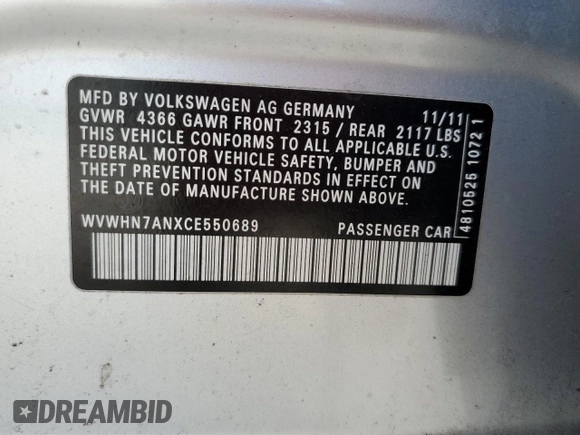 MFD BY VOLKSWAGEN AG GERMANY 11/11
GVWR 4366 GAWR FRONT 2315 / REAR 2117 LBS
THIS VEHICLE CONFORMS TO ALL APPLICABLE U.S.
FEDERAL MOTOR VEHICLE SAFETY, BUMPER AND
THEFT PREVENTION STANDARDS IN EFFECT ON
THE DATE OF MANUFACTURE SHOWN ABOVE.
WVWHN7ANXCE550689 PASSENGER CAR
4810525 1072 1
DREAMBID